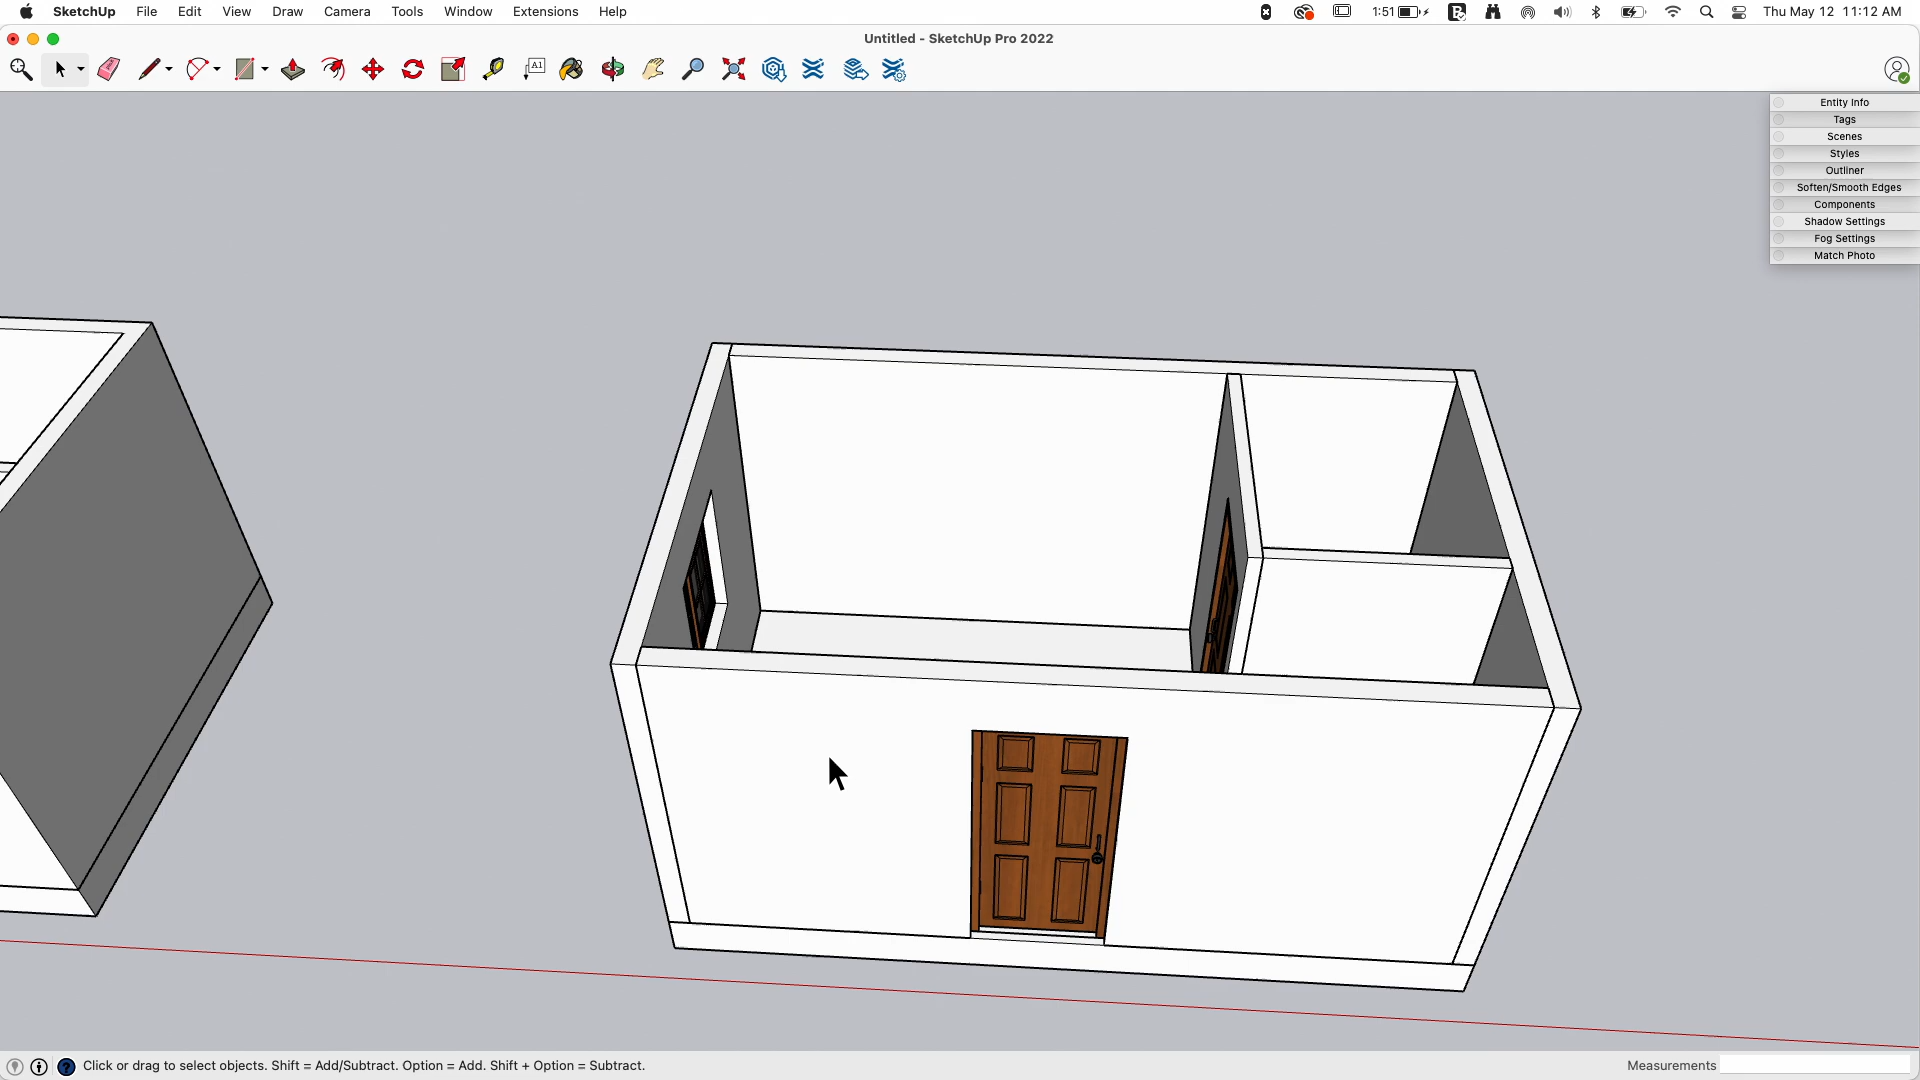 SketchUp File Edit View Draw Camera Tools Window Extensions Help 1:51 Thu May 12 11:12 AM
Untitled - SketchUp Pro 2022
A1
Entity Info
Tags
Scenes
Styles
Outliner
Soften/Smooth Edges
Components
Shadow Settings
Fog Settings
Match Photo
Click or drag to select objects. Shift = Add/Subtract. Option = Add. Shift + Option = Subtract.
Measurements